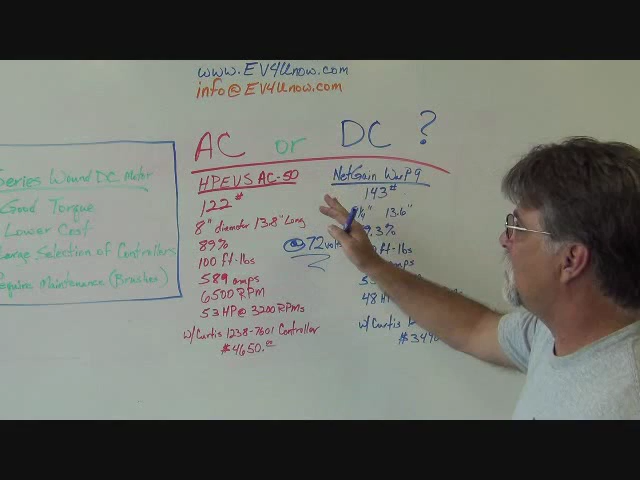 www.EV4Unow.com
info@EV4Unow.com
AC or DC ?
Series Wound DC Motor
Good Torque
Lower Cost
Large Selection of Controllers
Requires Maintenance (Brushes)
HPEVS AC-50
122#
8" diameter 13.8" Long
89%
100 ft-lbs
589 amps
6500 RPM
53 HP@ 3200 RPMs
w/Curtis 1238-7601 Controller
$4650.00
@72 volts
NetGain WarP 9
143#
13.6"
ft-lbs
amps
48 HP
w/Curtis